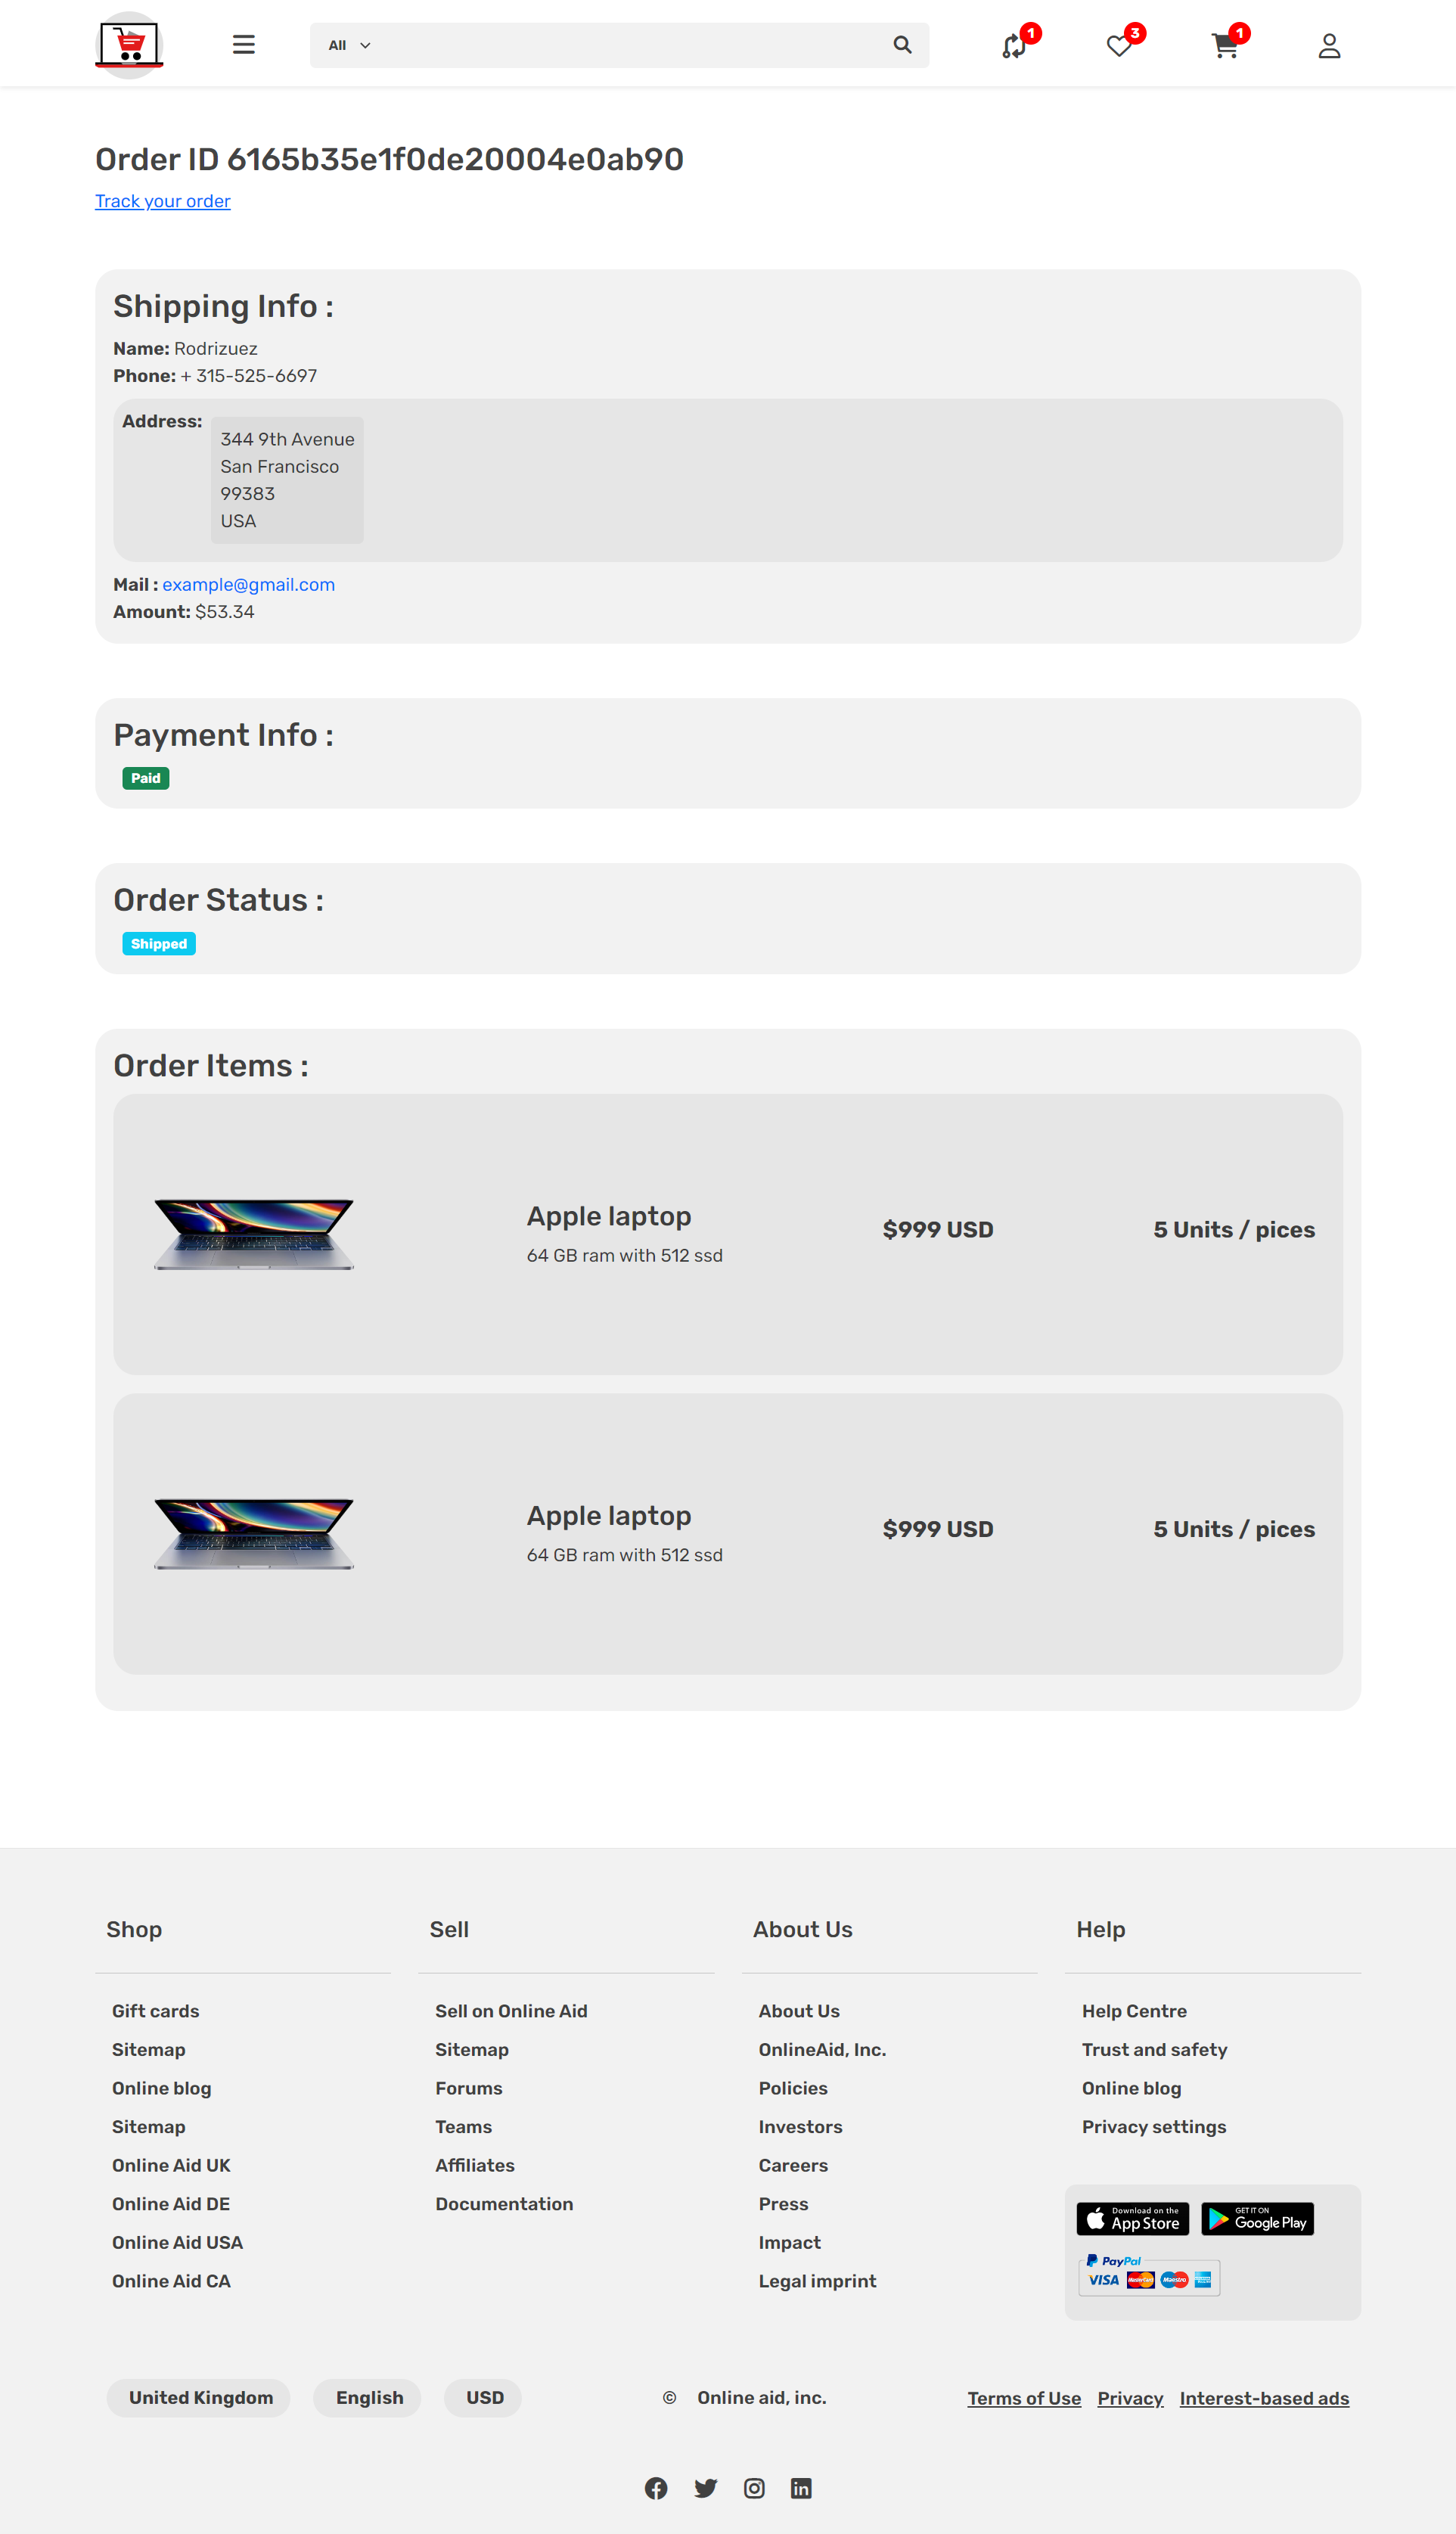 All
1
3
1
Order ID 6165b35e1f0de20004e0ab90
Track your order
Shipping Info :
Name: Rodrizuez
Phone: + 315-525-6697
Address:
344 9th Avenue
San Francisco
99383
USA
Mail : example@gmail.com
Amount: $53.34
Payment Info :
Paid
Order Status :
Shipped
Order Items :
Apple laptop
64 GB ram with 512 ssd
$999 USD
5 Units / pices
Apple laptop
64 GB ram with 512 ssd
$999 USD
5 Units / pices
Shop
Gift cards
Sitemap
Online blog
Sitemap
Online Aid UK
Online Aid DE
Online Aid USA
Online Aid CA
Sell
Sell on Online Aid
Sitemap
Forums
Teams
Affiliates
Documentation
About Us
About Us
OnlineAid, Inc.
Policies
Investors
Careers
Press
Impact
Legal imprint
Help
Help Centre
Trust and safety
Online blog
Privacy settings
Download on the
App Store
GET IT ON
Google Play
PayPal
VISA MasterCard Maestro
United Kingdom
English
USD
© Online aid, inc.
Terms of Use Privacy Interest-based ads